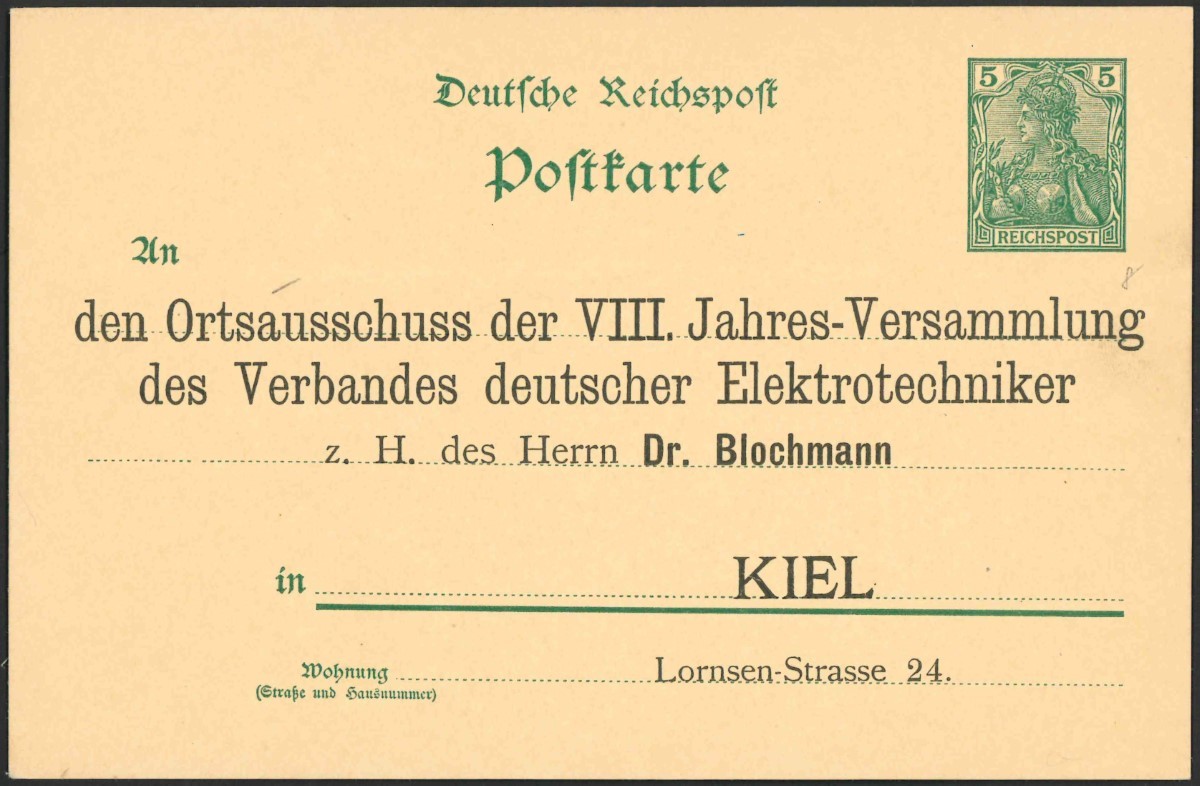 5 5
Deutsche Reichspost
Postkarte
REICHSPOST
An
8
den Ortsausschuss der VIII. Jahres-Versammlung
des Verbandes deutscher Elektrotechniker
z. H. des Herrn Dr. Blochmann
in KIEL
Wohnung Lornsen-Strasse 24.
(Straße und Hausnummer)